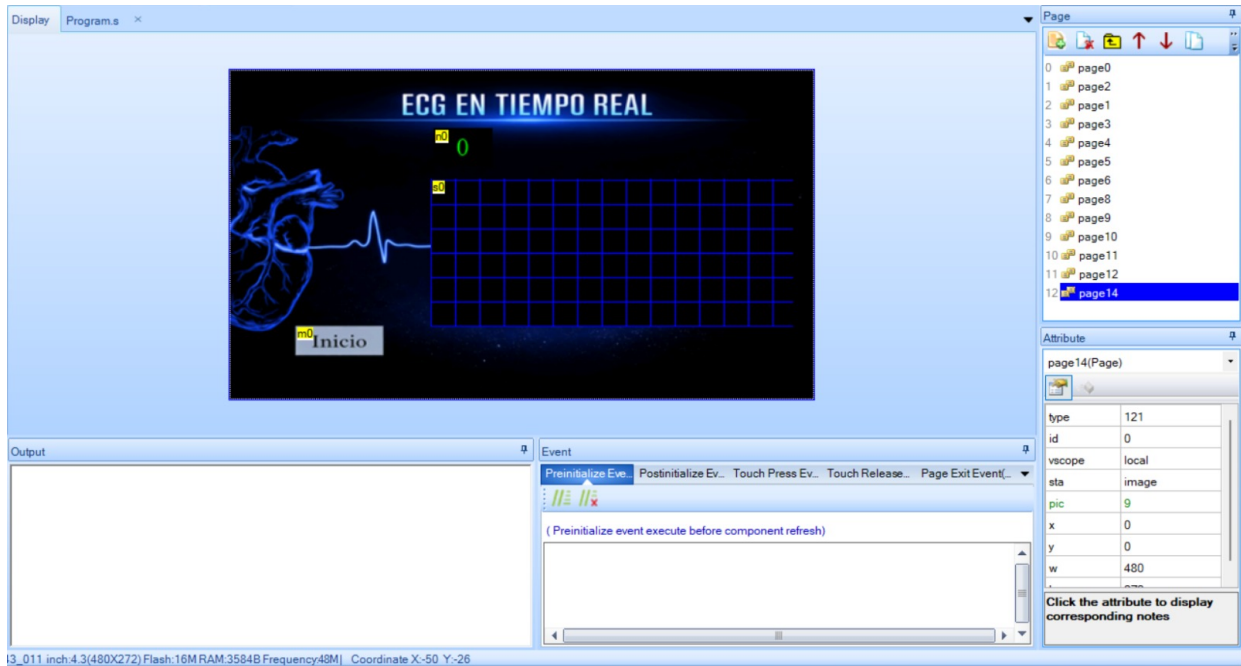 Display Program.s ×
ECG EN TIEMPO REAL
n0
0
s0
m0
Inicio
Page
0 page0
1 page2
2 page1
3 page3
4 page4
5 page5
6 page6
7 page8
8 page9
9 page10
10 page11
11 page12
12 page14
Attribute
page14(Page)
type 121
id 0
vscope local
sta image
pic 9
x 0
y 0
w 480
Click the attribute to display
corresponding notes
Output
Event
Preinitialize Eve... Postinitialize Ev... Touch Press Ev... Touch Release... Page Exit Event(...
( Preinitialize event execute before component refresh)
43_011 inch:4.3(480X272) Flash:16M RAM:3584B Frequency:48M| Coordinate X:-50 Y:-26